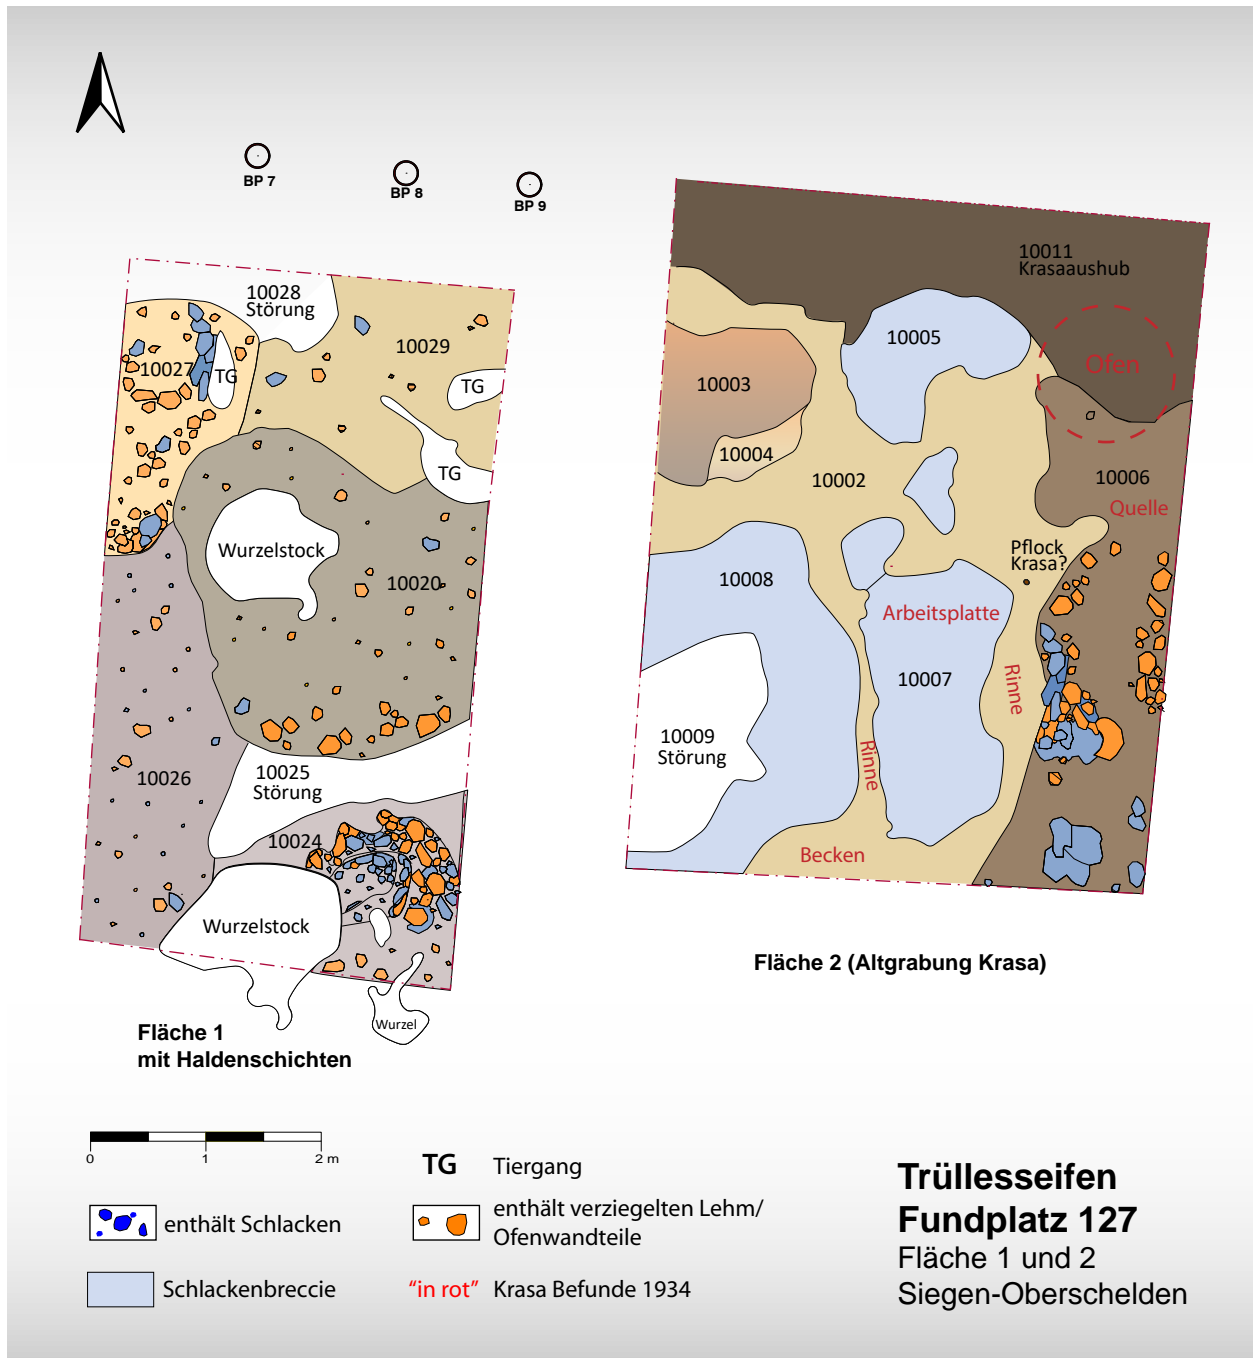 BP 7
BP 8
BP 9
10028
Störung
10029
10027
TG
TG
TG
Wurzelstock
10020
10026
10025
Störung
10024
Wurzelstock
Wurzel
Fläche 1
mit Haldenschichten
10011
Krasaaushub
10005
Ofen
10003
10004
10002
10006
Quelle
Pflock
Krasa?
10008
Arbeitsplatte
10007
Rinne
10009
Störung
Rinne
Becken
Fläche 2 (Altgrabung Krasa)
0 1 2 m
TG Tiergang
enthält Schlacken
enthält verziegelten Lehm/
Ofenwandteile
Schlackenbreccie
“in rot” Krasa Befunde 1934
Trüllesseifen
Fundplatz 127
Fläche 1 und 2
Siegen-Oberschelden